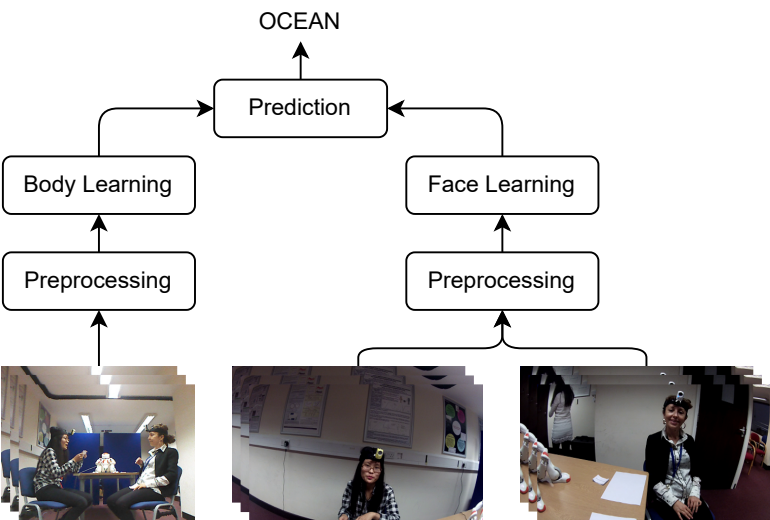 OCEAN
Prediction
Body Learning
Face Learning
Preprocessing
Preprocessing